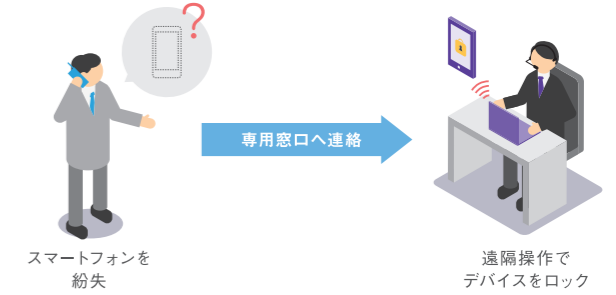 ?
専用窓口へ連絡
スマートフォンを
紛失
遠隔操作で
デバイスをロック